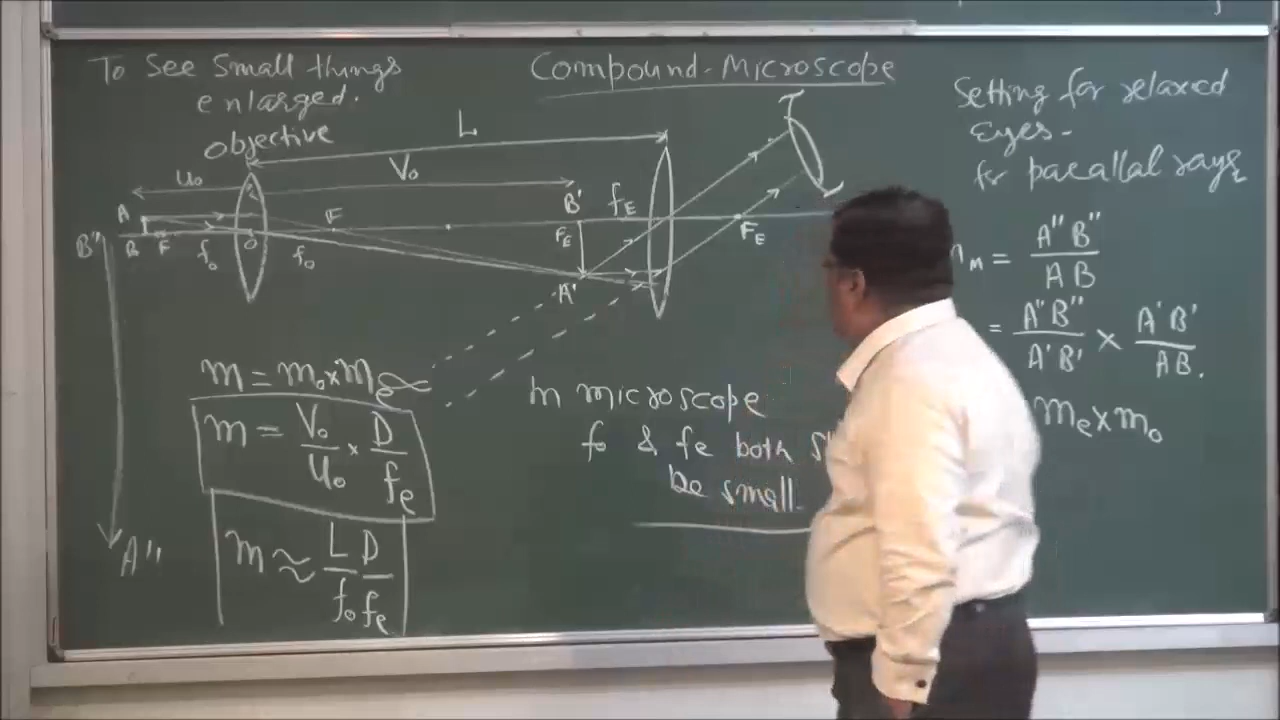 To See Small things
enlarged.
Compound-Microscope
Setting for relaxed
Eyes-
for parallal rays
objective
L
u₀
V₀
A
B
B''
F
f₀
O
F
f₀
B'
F_E
f_E
A'
F_E
A''
m = A''B'' / AB
= A''B'' / A'B' × A'B' / AB.
m_e × m₀
m = m₀ × m_e
m = V₀/U₀ × D/f_e
m ≈ L/f₀ D/f_e
In microscope
f₀ & f_e both
be small.